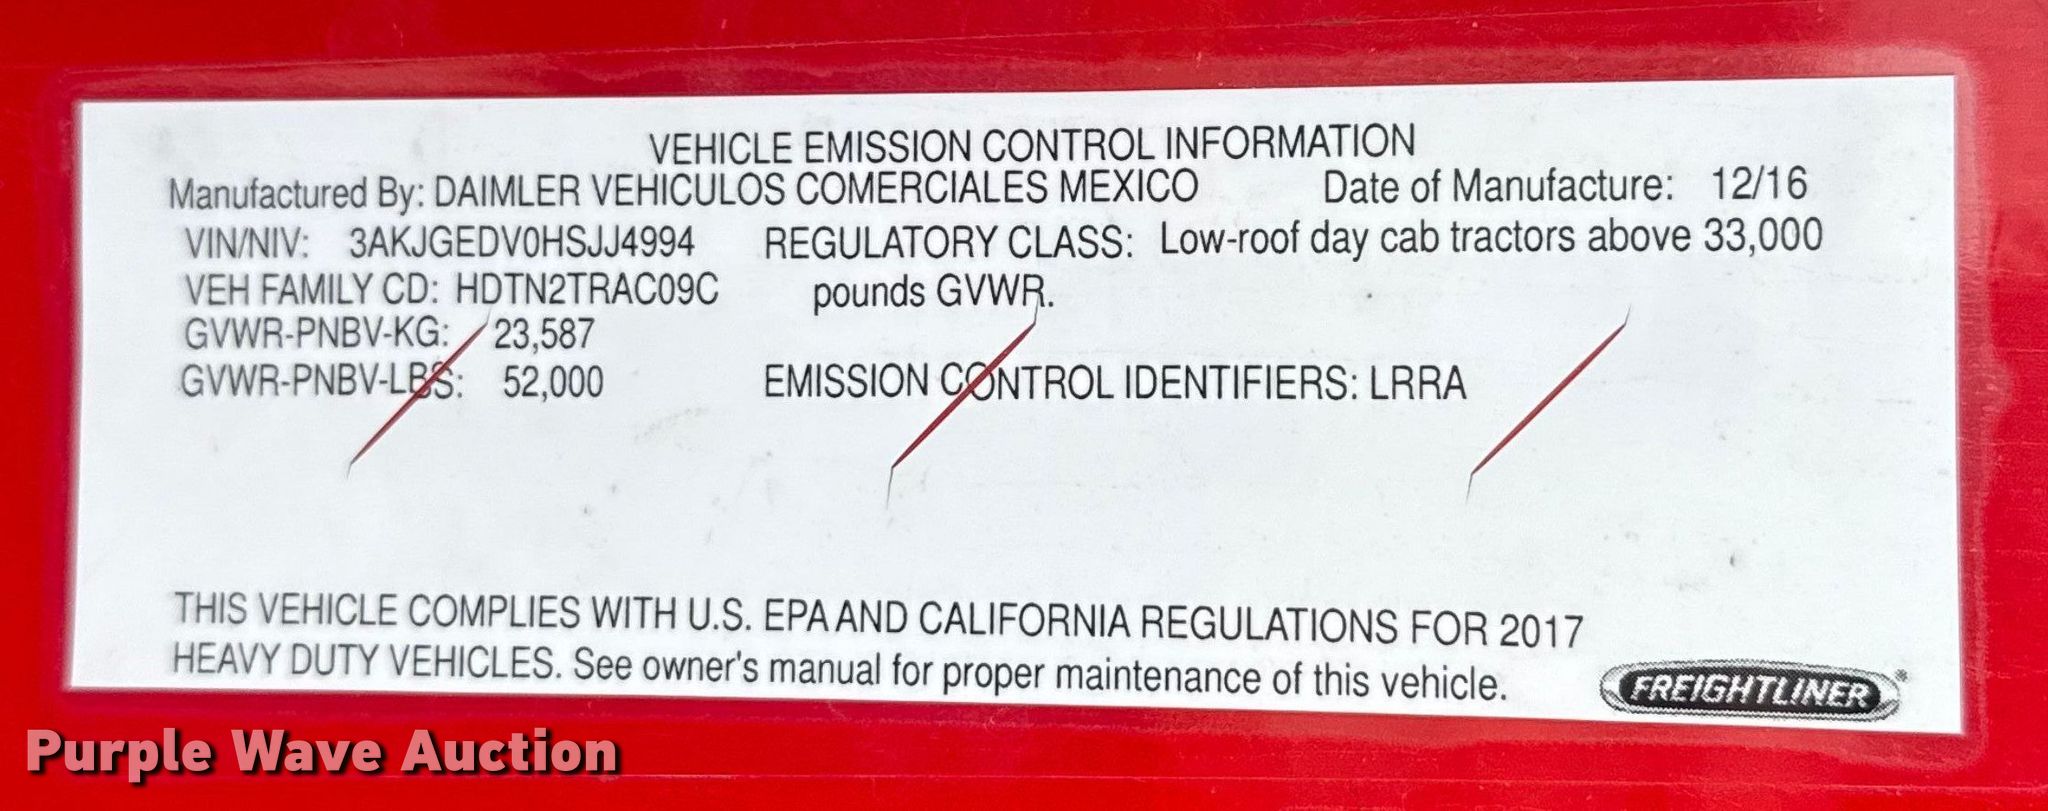 VEHICLE EMISSION CONTROL INFORMATION
Manufactured By: DAIMLER VEHICULOS COMERCIALES MEXICO Date of Manufacture: 12/16
VIN/NIV: 3AKJGEDV0HSJJ4994 REGULATORY CLASS: Low-roof day cab tractors above 33,000
VEH FAMILY CD: HDTN2TRAC09C pounds GVWR.
GVWR-PNBV-KG: 23,587
GVWR-PNBV-LBS: 52,000 EMISSION CONTROL IDENTIFIERS: LRRA
THIS VEHICLE COMPLIES WITH U.S. EPA AND CALIFORNIA REGULATIONS FOR 2017
HEAVY DUTY VEHICLES. See owner's manual for proper maintenance of this vehicle.
FREIGHTLINER
Purple Wave Auction